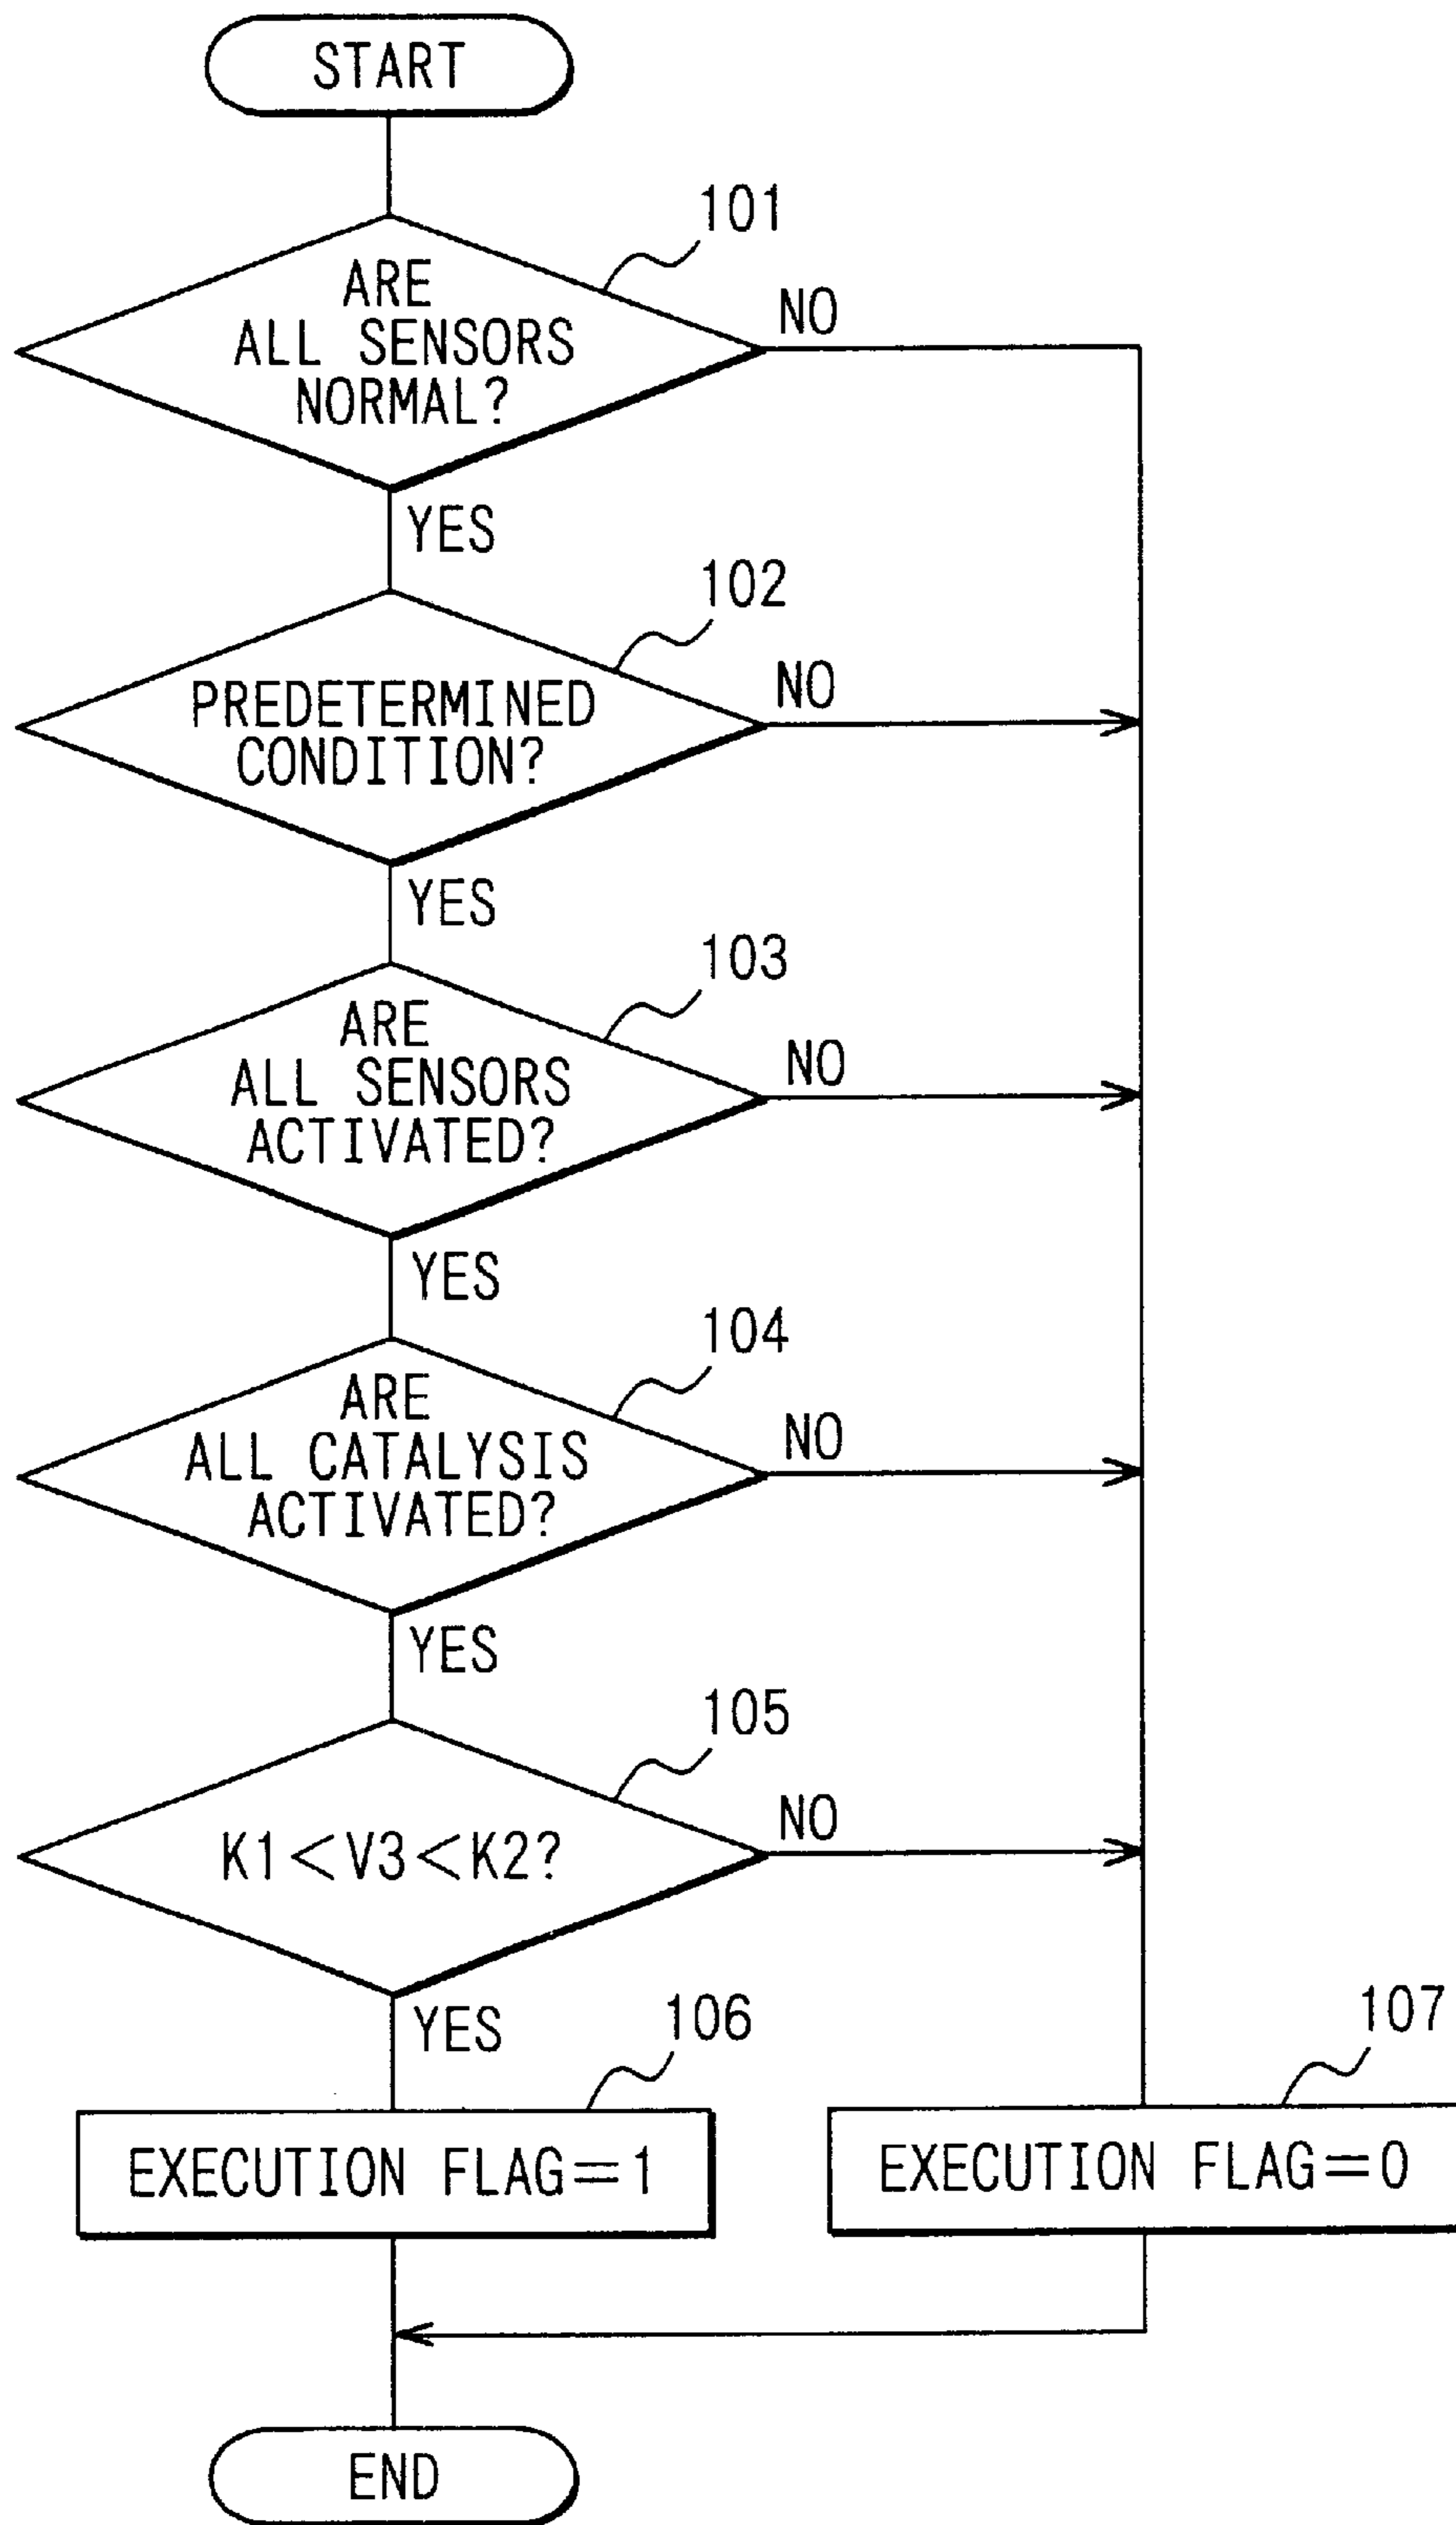 START
101
ARE
ALL SENSORS
NORMAL?
NO
YES
102
PREDETERMINED
CONDITION?
NO
YES
103
ARE
ALL SENSORS
ACTIVATED?
NO
YES
104
ARE
ALL CATALYSIS
ACTIVATED?
NO
YES
105
K1<V3<K2?
NO
YES
106
107
EXECUTION FLAG=1
EXECUTION FLAG=0
END